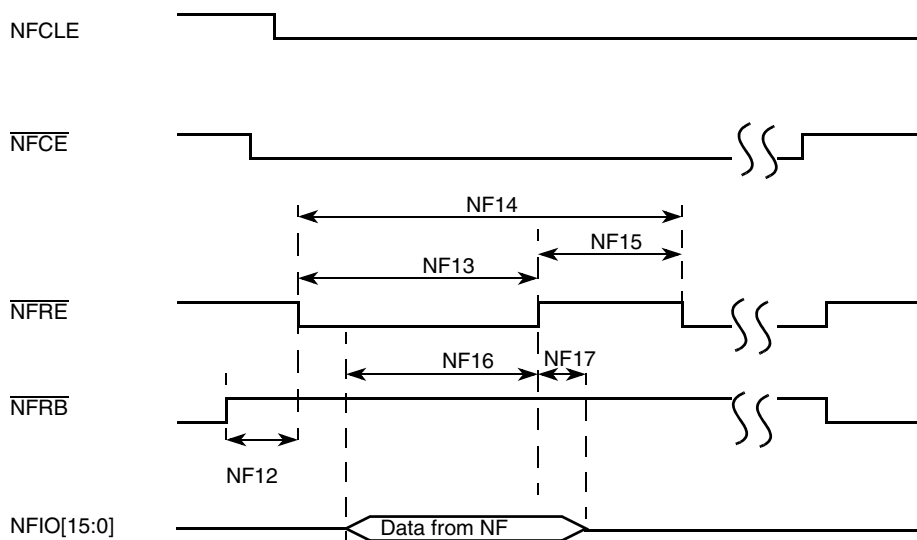 NFCLE
NFCE
NF14
NF15
NF13
NFRE
NF16
NF17
NFRB
NF12
NFIO[15:0]
Data from NF